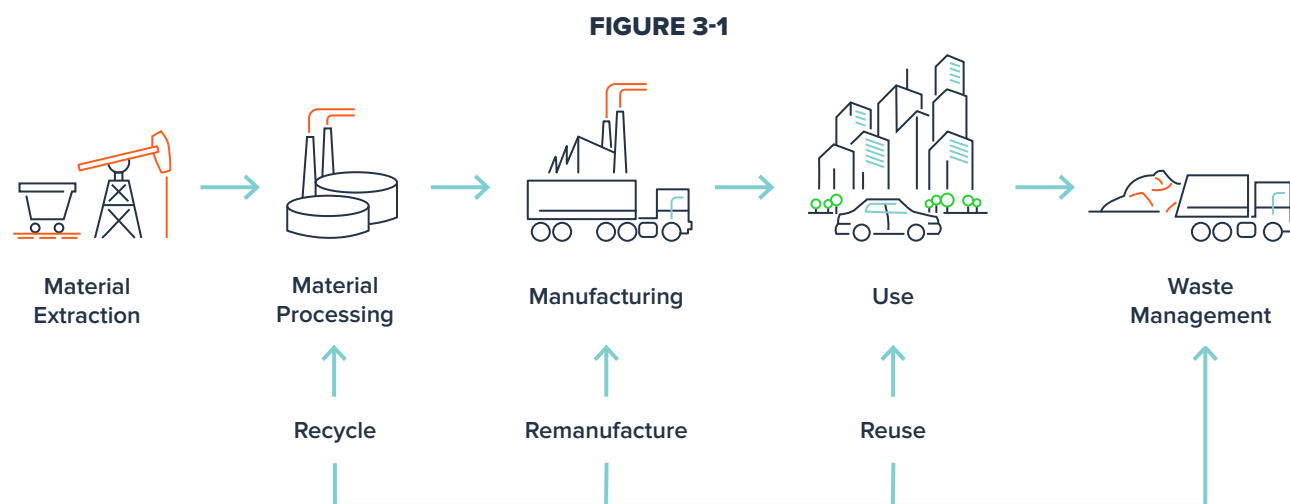 FIGURE 3-1
Material
Extraction
Material
Processing
Manufacturing
Use
Waste
Management
Recycle
Remanufacture
Reuse